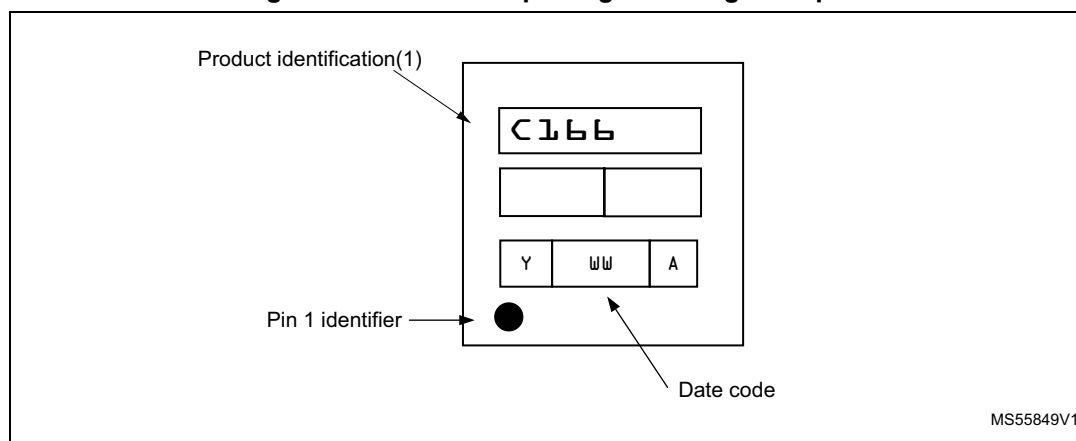 Product identification(1)
C166
Y WW A
Pin 1 identifier
Date code
MS55849V1